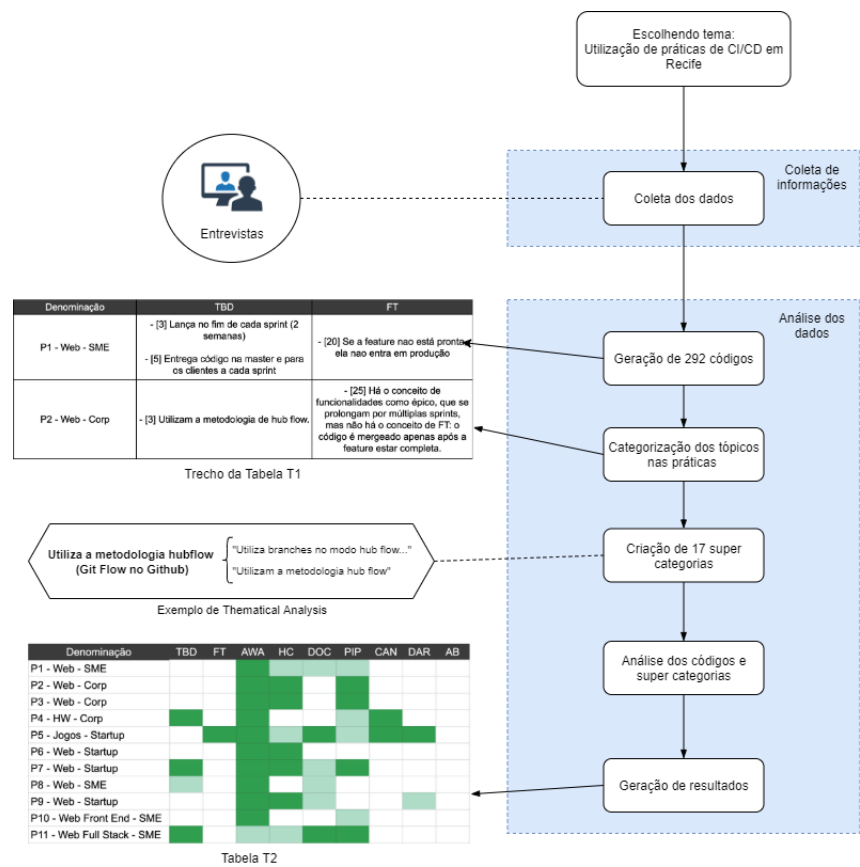 Escolhendo tema:
Utilização de práticas de CI/CD em
Recife
Coleta de
informações
Coleta dos dados
Entrevistas
Denominação TBD FT
P1 - Web - SME
- [3] Lança no fim de cada sprint (2
semanas)
- [5] Entrega código na master e para
os clientes a cada sprint
- [20] Se a feature nao está pronta
ela nao entra em produção
P2 - Web - Corp
- [3] Utilizam a metodologia de hub flow.
- [25] Há o conceito de
funcionalidades como épico, que se
prolongam por múltiplas sprints,
mas não há o conceito de FT: o
código é mergeado apenas após a
feature estar completa.
Trecho da Tabela T1
Análise dos
dados
Geração de 292 códigos
Categorização dos tópicos
nas práticas
Utiliza a metodologia hubflow
(Git Flow no Github)
"Utiliza branches no modo hub flow..."
"Utilizam a metodologia hub flow"
Exemplo de Thematical Analysis
Criação de 17 super
categorias
Análise dos códigos e
super categorias
Geração de resultados
Denominação TBD FT AWA HC DOC PIP CAN DAR AB
P1 - Web - SME
P2 - Web - Corp
P3 - Web - Corp
P4 - HW - Corp
P5 - Jogos - Startup
P6 - Web - Startup
P7 - Web - Startup
P8 - Web - SME
P9 - Web - Startup
P10 - Web Front End - SME
P11 - Web Full Stack - SME
Tabela T2